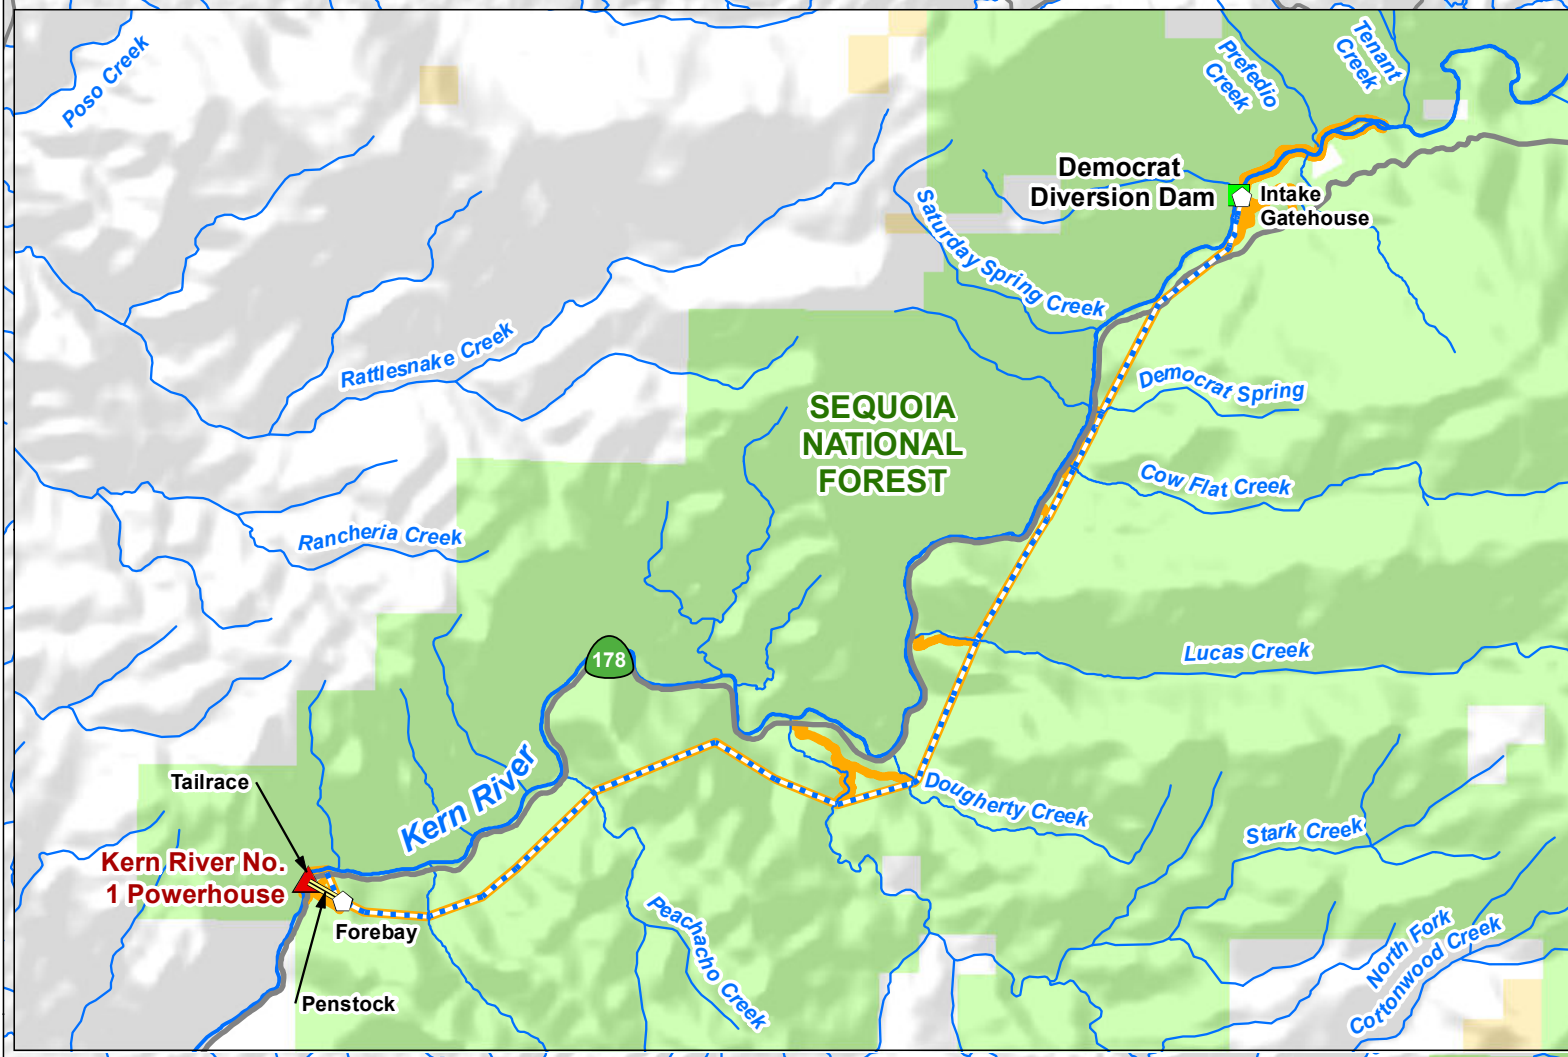 Poso Creek
Prefedio
Creek
Tenant
Creek
Democrat
Diversion Dam
Intake
Gatehouse
Saturday Spring Creek
Rattlesnake Creek
Democrat Spring
SEQUOIA
NATIONAL
FOREST
Cow Flat Creek
Rancheria Creek
Lucas Creek
178
Tailrace
Kern River
Dougherty Creek
Stark Creek
Kern River No.
1 Powerhouse
Forebay
Peachacho Creek
North Fork
Cortonwood Creek
Penstock